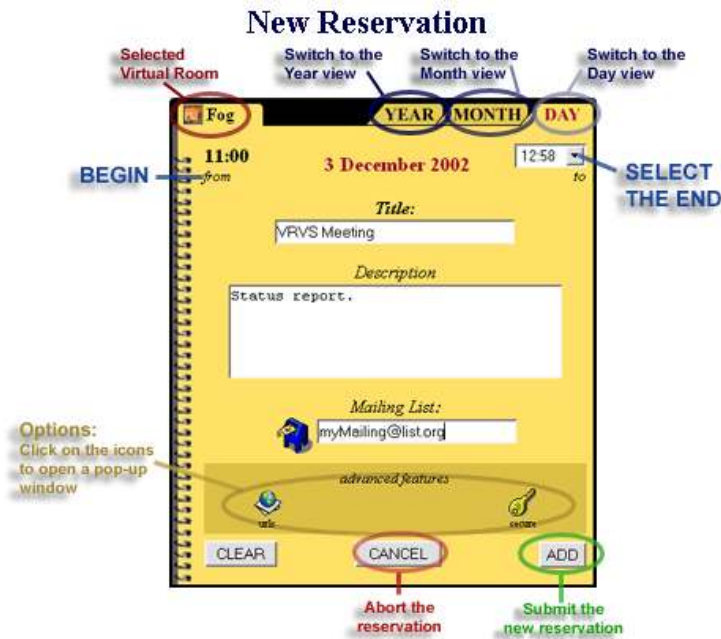 New Reservation
Selected
Virtual Room
Switch to the
Year view
Switch to the
Month view
Switch to the
Day view
Fog
YEAR
MONTH
DAY
11:00
from
BEGIN
3 December 2002
12:58
to
SELECT
THE END
Title:
VRVS Meeting
Description
Status report.
Mailing List:
myMailing@list.org
Options:
Click on the icons
to open a pop-up
window
advanced features
urls
secure
CLEAR
CANCEL
ADD
Abort the
reservation
Submit the
new reservation